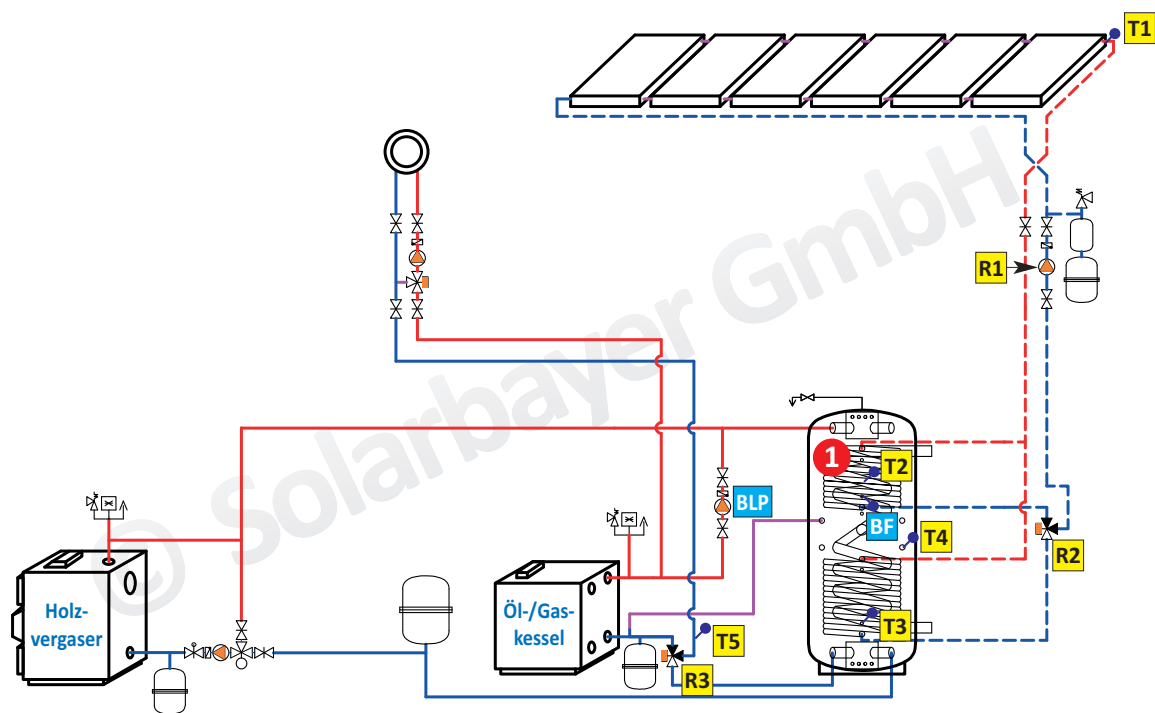 T1
© Solarbayer GmbH
R1
1
T2
BLP
BF
T4
R2
Holz-
vergaser
Öl-/Gas-
kessel
T5
T3
R3